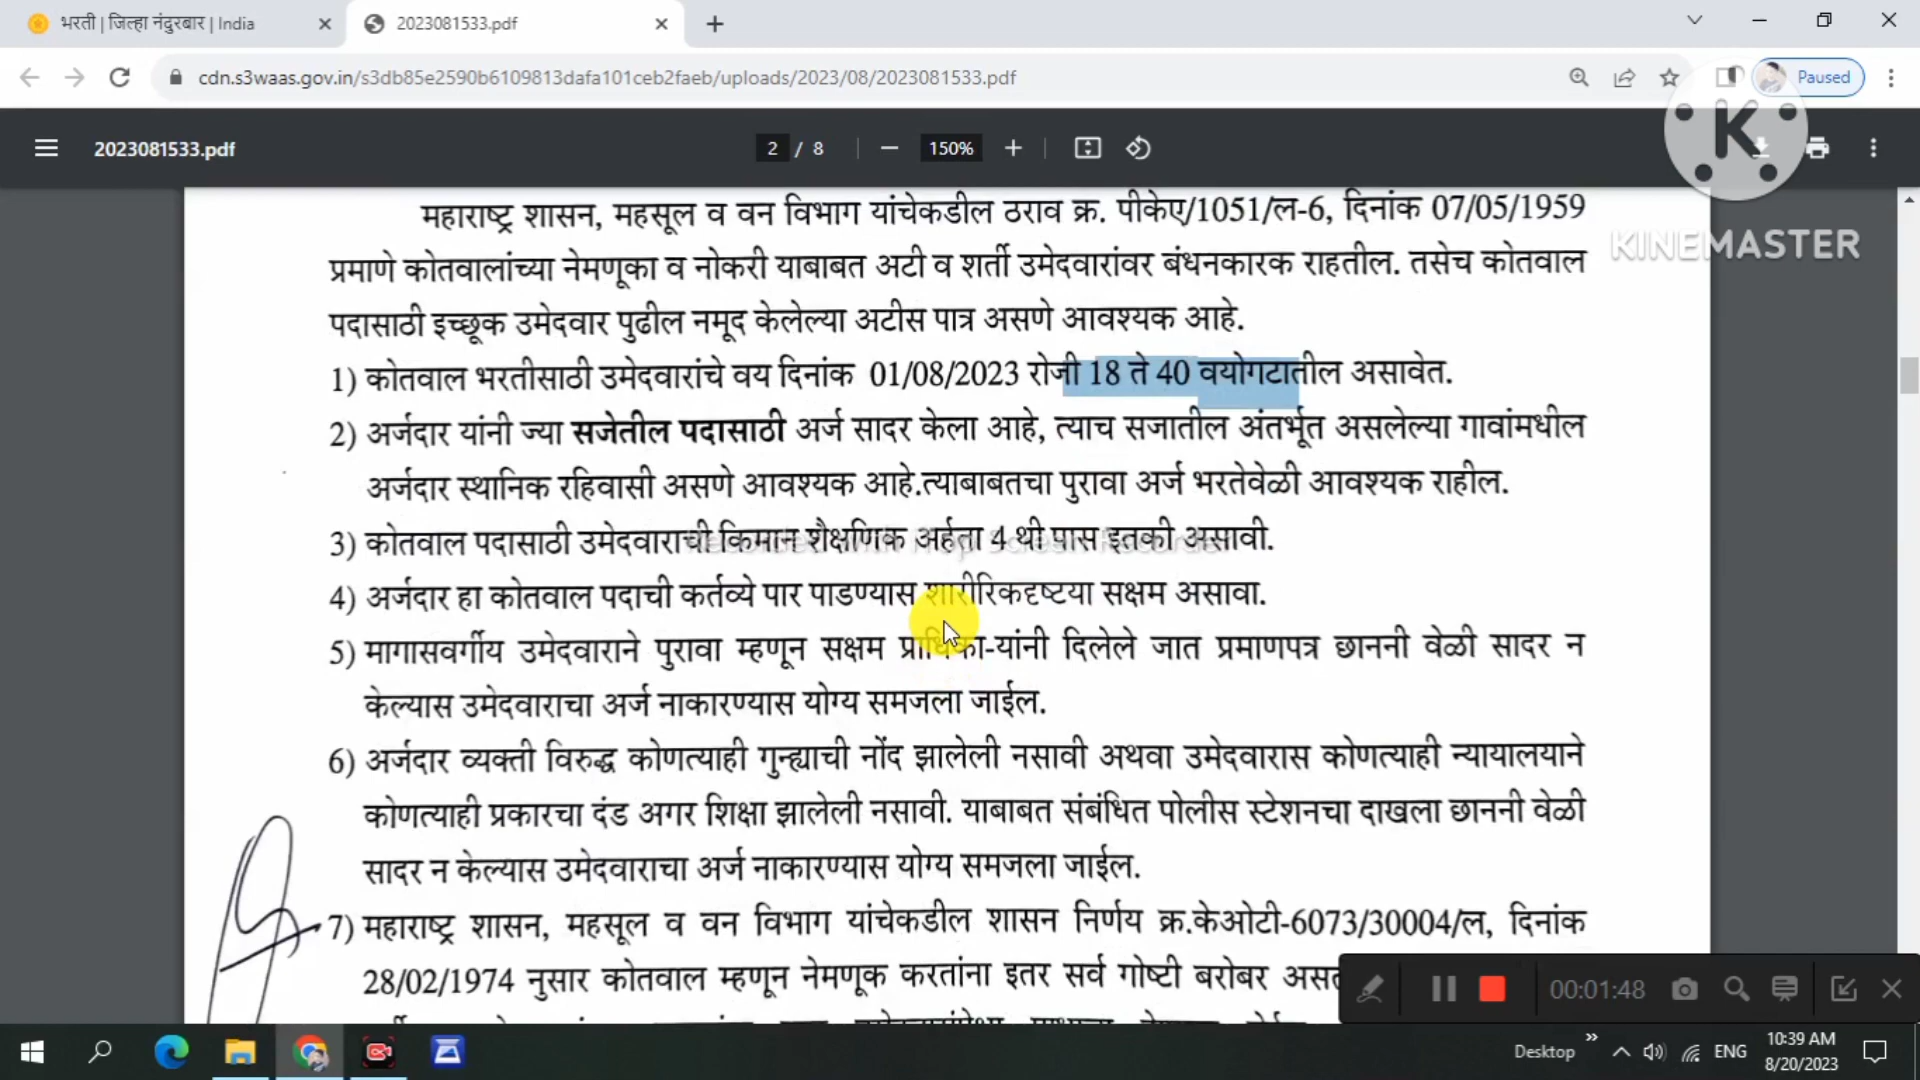 भरती | जिल्हा नंदुरबार | India
2023081533.pdf
cdn.s3waas.gov.in/s3db85e2590b6109813dafa101ceb2faeb/uploads/2023/08/2023081533.pdf
Paused
2023081533.pdf
2 / 8
150%
K
KINEMASTER
महाराष्ट्र शासन, महसूल व वन विभाग यांचेकडील ठराव क्र. पीकेए/1051/ल-6, दिनांक 07/05/1959
प्रमाणे कोतवालांच्या नेमणूका व नोकरी याबाबत अटी व शर्ती उमेदवारांवर बंधनकारक राहतील. तसेच कोतवाल
पदासाठी इच्छूक उमेदवार पुढील नमूद केलेल्या अटीस पात्र असणे आवश्यक आहे.
1) कोतवाल भरतीसाठी उमेदवारांचे वय दिनांक 01/08/2023 रोजी 18 ते 40 वयोगटातील असावेत.
2) अर्जदार यांनी ज्या सजेतील पदासाठी अर्ज सादर केला आहे, त्याच सजातील अंतर्भूत असलेल्या गावांमधील
अर्जदार स्थानिक रहिवासी असणे आवश्यक आहे.त्याबाबतचा पुरावा अर्ज भरतेवेळी आवश्यक राहील.
3) कोतवाल पदासाठी उमेदवाराची किमान शैक्षणिक अर्हता 4 थी पास इतकी असावी.
Recorded with iTop Screen Recorder
4) अर्जदार हा कोतवाल पदाची कर्तव्ये पार पाडण्यास शारीरिकदृष्टया सक्षम असावा.
5) मागासवर्गीय उमेदवाराने पुरावा म्हणून सक्षम प्राधिका-यांनी दिलेले जात प्रमाणपत्र छाननी वेळी सादर न
केल्यास उमेदवाराचा अर्ज नाकारण्यास योग्य समजला जाईल.
6) अर्जदार व्यक्ती विरुद्ध कोणत्याही गुन्ह्याची नोंद झालेली नसावी अथवा उमेदवारास कोणत्याही न्यायालयाने
कोणत्याही प्रकारचा दंड अगर शिक्षा झालेली नसावी. याबाबत संबंधित पोलीस स्टेशनचा दाखला छाननी वेळी
सादर न केल्यास उमेदवाराचा अर्ज नाकारण्यास योग्य समजला जाईल.
7) महाराष्ट्र शासन, महसूल व वन विभाग यांचेकडील शासन निर्णय क्र.केओटी-6073/30004/ल, दिनांक
28/02/1974 नुसार कोतवाल म्हणून नेमणूक करतांना इतर सर्व गोष्टी बरोबर
00:01:48
Desktop
ENG
10:39 AM
8/20/2023